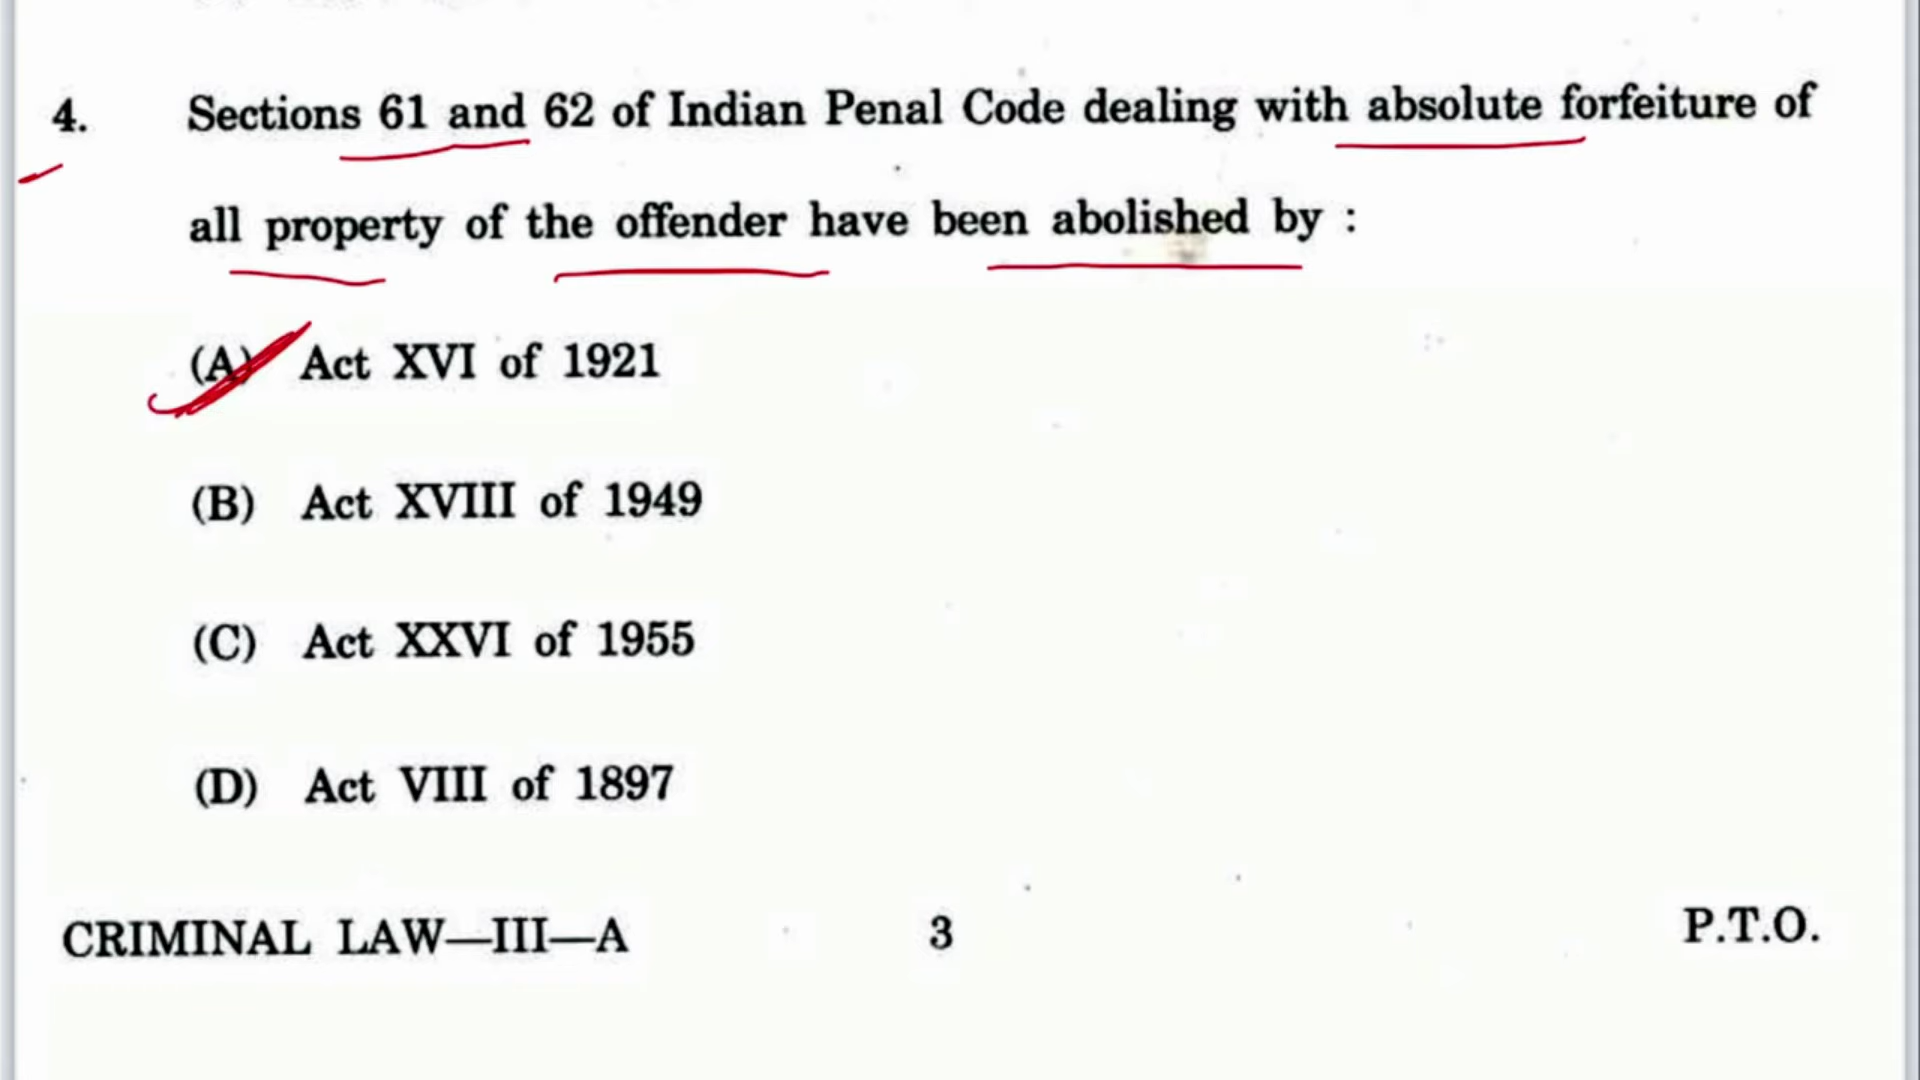 4. Sections 61 and 62 of Indian Penal Code dealing with absolute forfeiture of
all property of the offender have been abolished by :
(A) Act XVI of 1921
(B) Act XVIII of 1949
(C) Act XXVI of 1955
(D) Act VIII of 1897
CRIMINAL LAW—III—A 3 P.T.O.